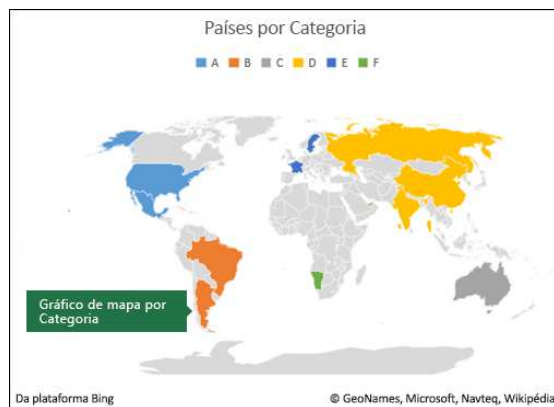 Países por Categoria
A B C D E F
Gráfico de mapa por
Categoria
Da plataforma Bing
© GeoNames, Microsoft, Navteq, Wikipédia